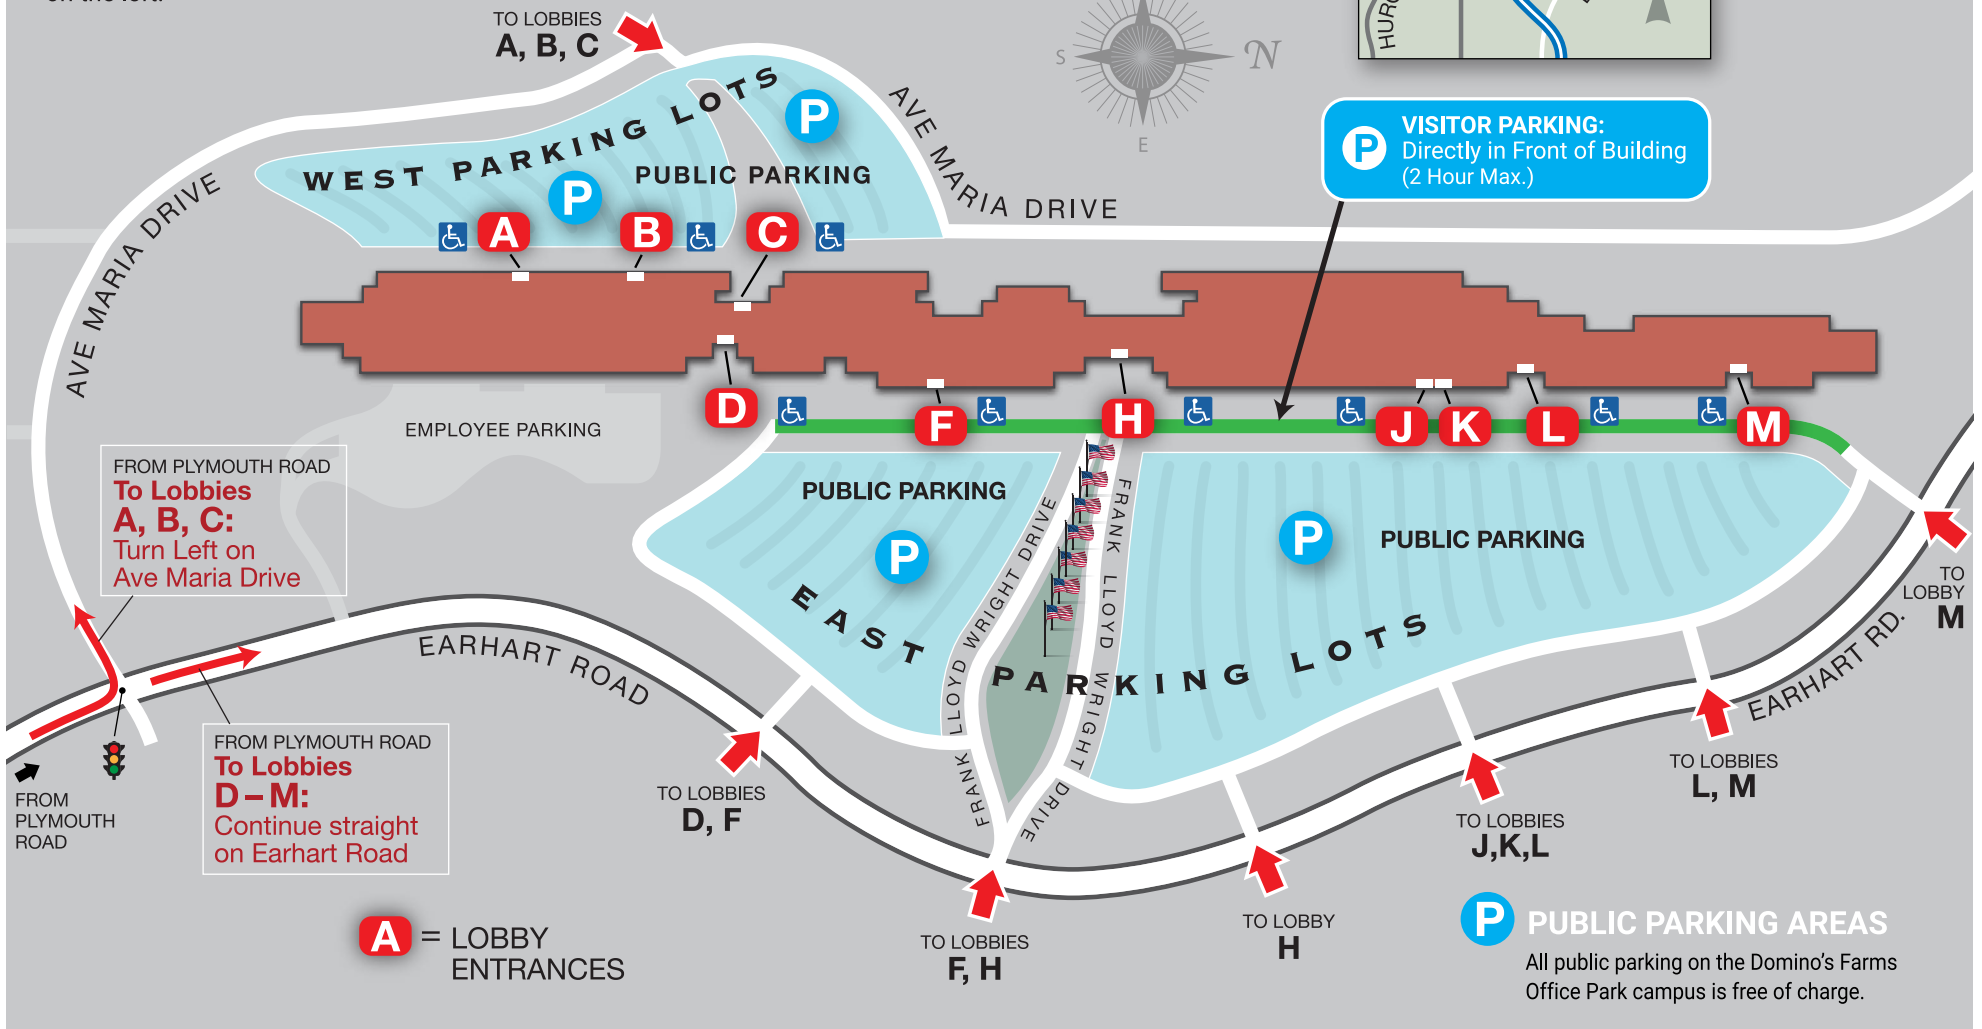 TO LOBBIES
A, B, C
HURO
S
N
E
VISITOR PARKING:
Directly in Front of Building
(2 Hour Max.)
P
WEST PARKING LOTS
P
P
PUBLIC PARKING
AVE MARIA DRIVE
AVE MARIA DRIVE
A
B
C
D
F
H
J
K
L
M
EMPLOYEE PARKING
FROM PLYMOUTH ROAD
To Lobbies
A, B, C:
Turn Left on
Ave Maria Drive
PUBLIC PARKING
P
P
PUBLIC PARKING
EAST PARKING LOTS
FRANK LLOYD WRIGHT DRIVE
FRANK LLOYD WRIGHT DRIVE
TO
LOBBY
M
EARHART ROAD
EARHART RD.
FROM PLYMOUTH ROAD
To Lobbies
D–M:
Continue straight
on Earhart Road
FROM
PLYMOUTH
ROAD
TO LOBBIES
D, F
TO LOBBIES
L, M
TO LOBBIES
J,K,L
TO LOBBY
H
TO LOBBIES
F, H
A = LOBBY
ENTRANCES
P PUBLIC PARKING AREAS
All public parking on the Domino's Farms
Office Park campus is free of charge.